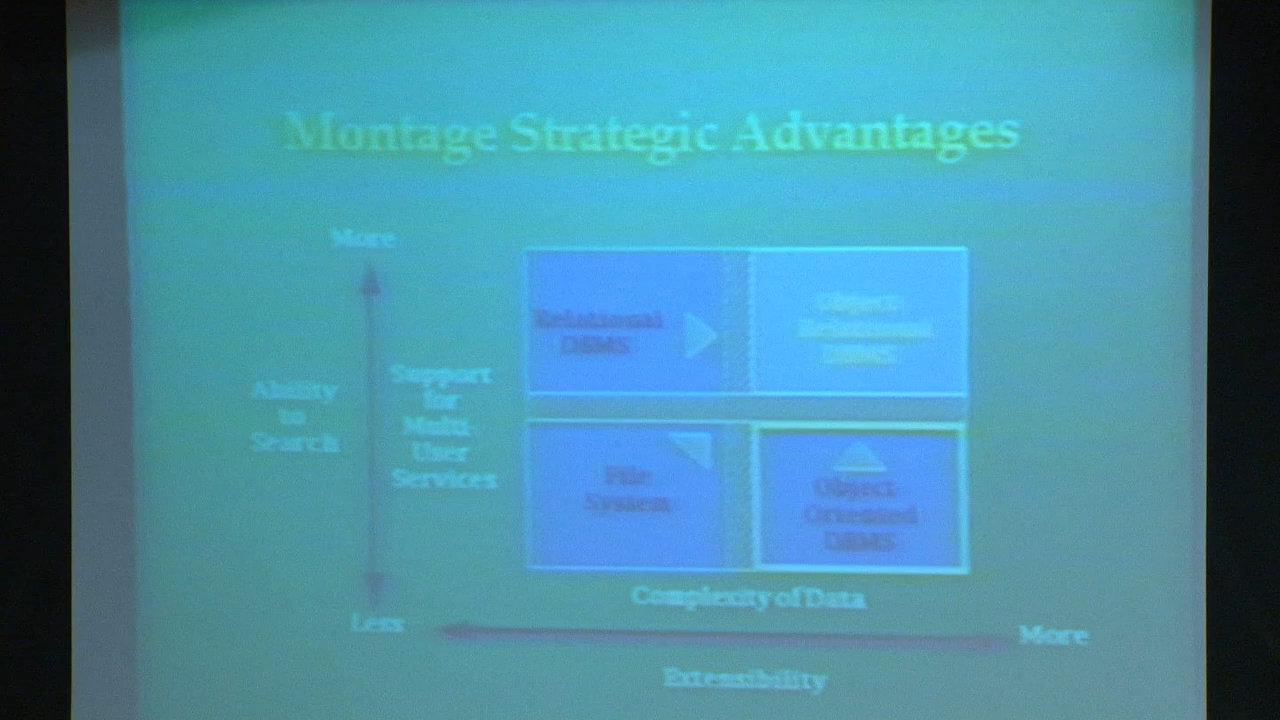 Montage Strategic Advantages
More
Ability
to
Search
Support
for
Multi-
User
Services
Less
Relational
DBMS
Object-
Relational
DBMS
File
System
Object-
Oriented
DBMS
Complexity of Data
More
Extensibility